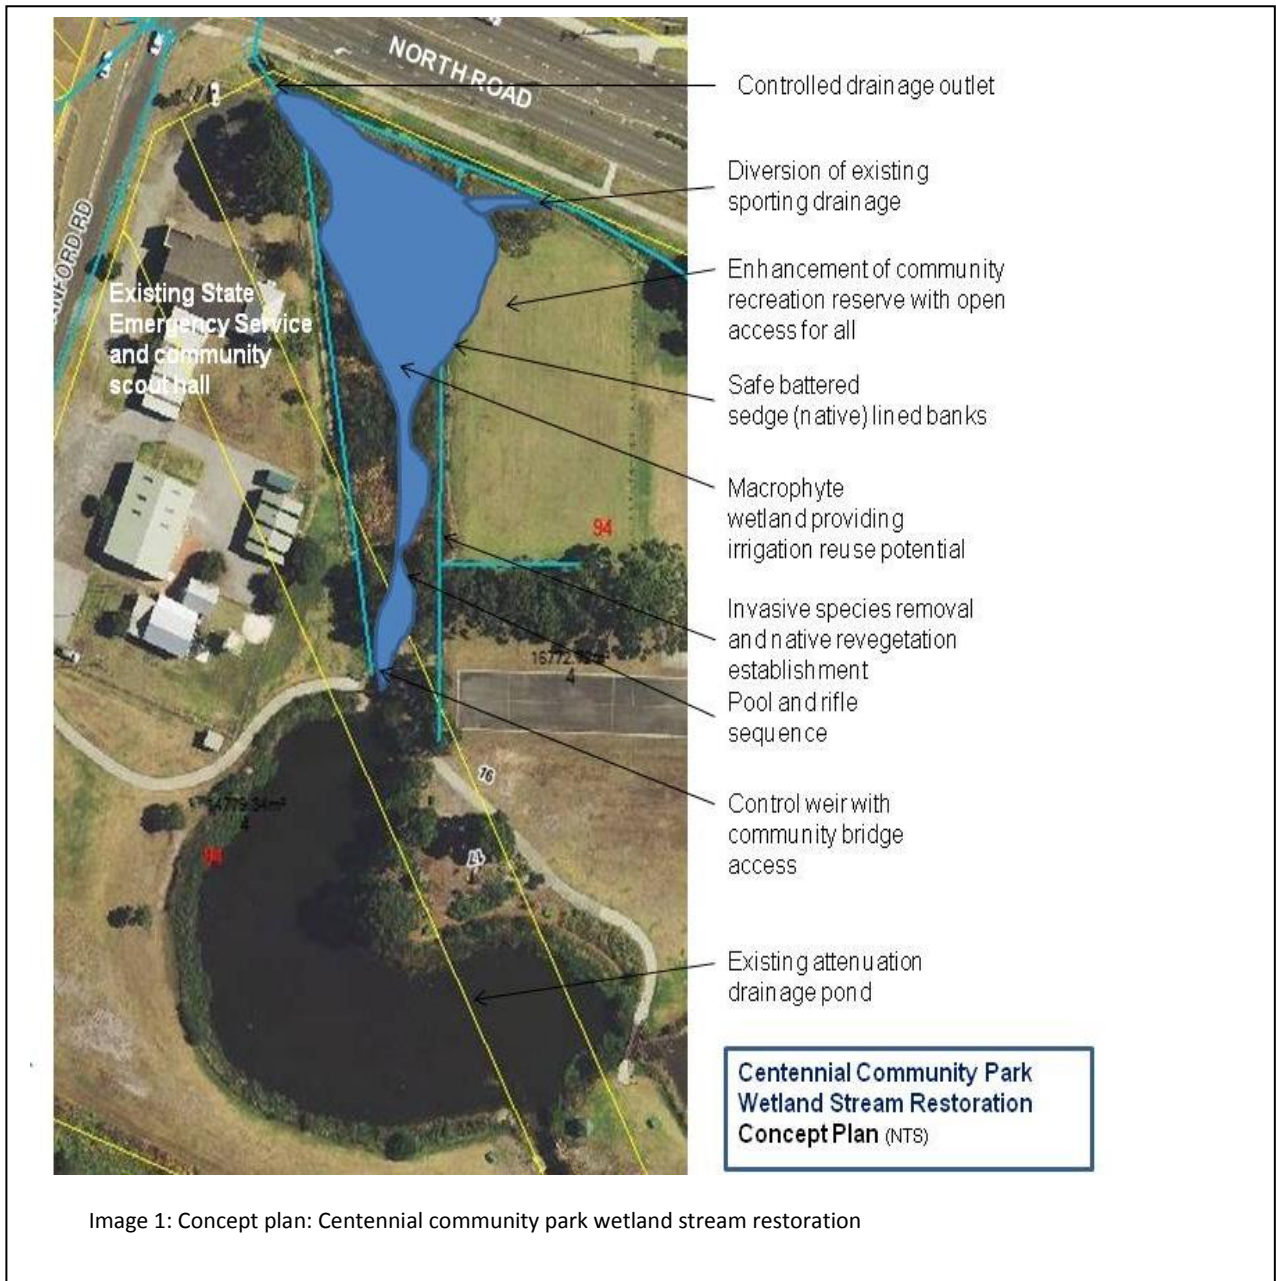 NORTH ROAD
Controlled drainage outlet
Diversion of existing
sporting drainage
Enhancement of community
recreation reserve with open
access for all
Existing State
Emergency Service
and community
scout hall
Safe battered
sedge (native) lined banks
Macrophyte
wetland providing
irrigation reuse potential
94
Invasive species removal
and native revegetation
establishment
4
Pool and rifle
sequence
16
Control weir with
community bridge
access
4
94
17
Existing attenuation
drainage pond
Centennial Community Park
Wetland Stream Restoration
Concept Plan (NTS)
Image 1: Concept plan: Centennial community park wetland stream restoration